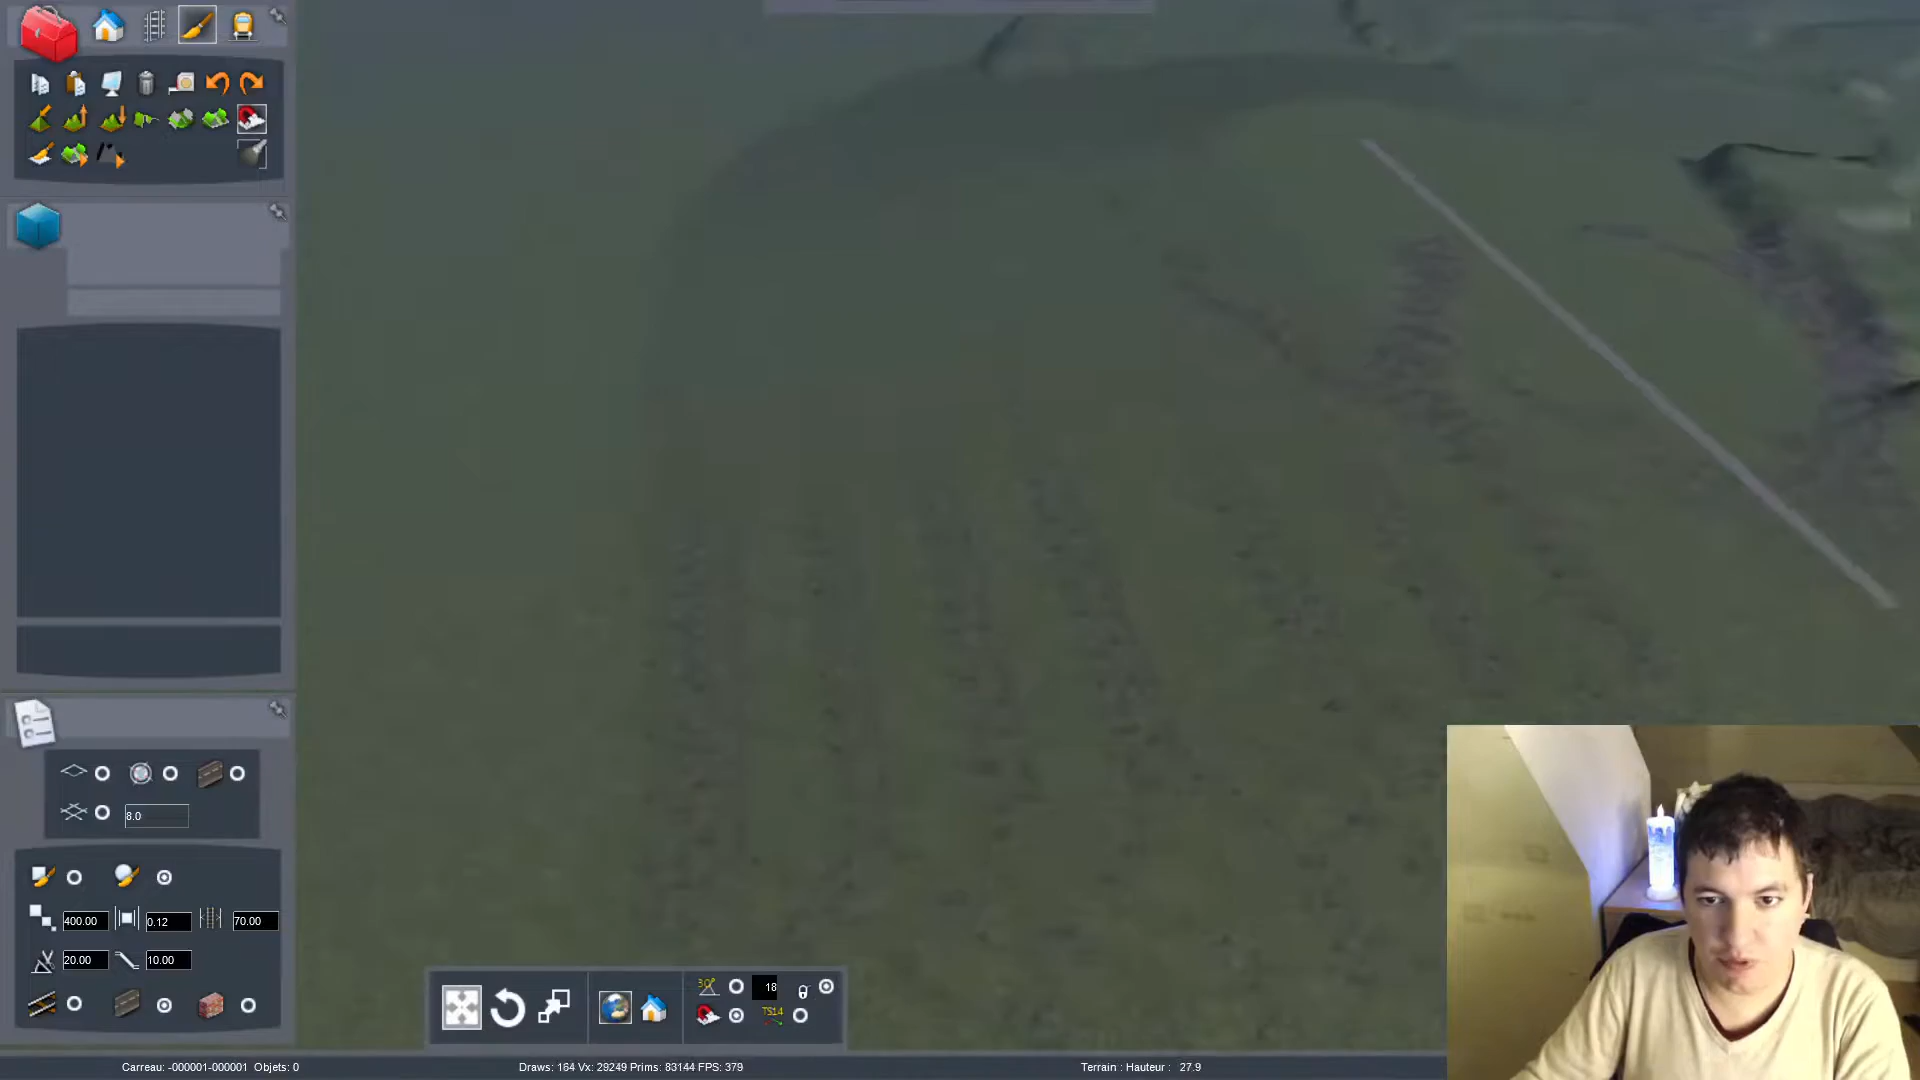 8.0
400.00 0.12 70.00
20.00 10.00
30° 18
TS14
Carreau: -000001-000001 Objets: 0 Draws: 164 Vx: 29249 Prims: 83144 FPS: 379 Terrain : Hauteur : 27.9